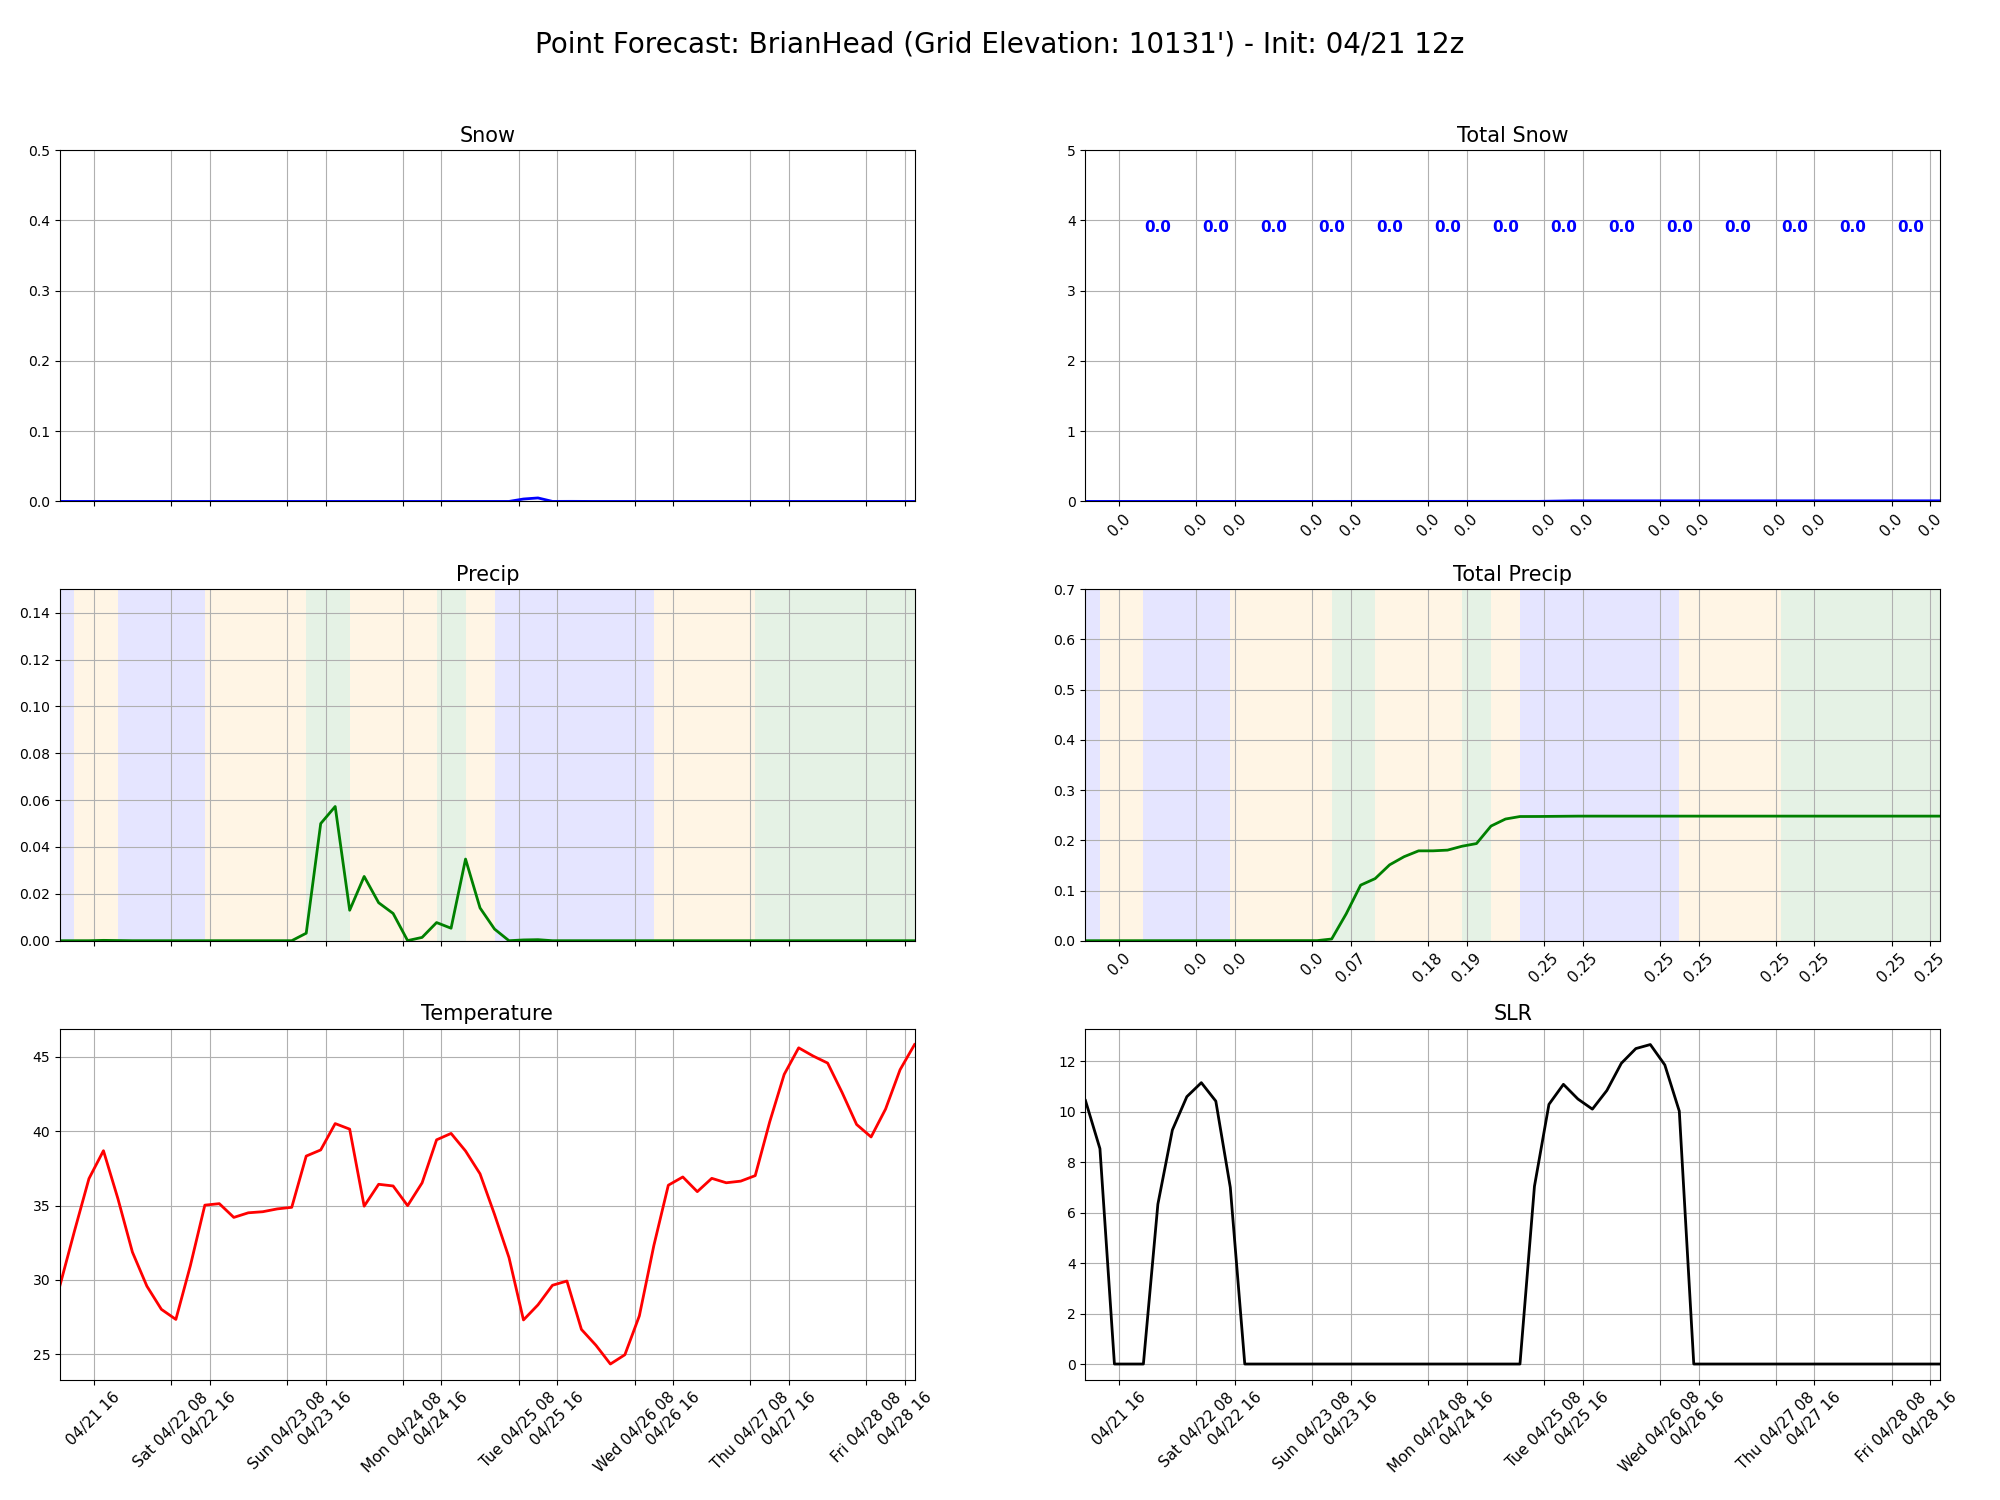 Point Forecast: BrianHead (Grid Elevation: 10131') - Init: 04/21 12z
Snow
0.5
0.4
0.3
0.2
0.1
0.0
Total Snow
5
4
3
2
1
0
0.0 0.0 0.0 0.0 0.0 0.0 0.0 0.0 0.0 0.0 0.0 0.0 0.0 0.0
0.0 0.0 0.0 0.0 0.0 0.0 0.0 0.0 0.0 0.0 0.0 0.0 0.0 0.0 0.0
Precip
0.14
0.12
0.10
0.08
0.06
0.04
0.02
0.00
Total Precip
0.7
0.6
0.5
0.4
0.3
0.2
0.1
0.0
0.0 0.0 0.0 0.0 0.07 0.18 0.19 0.25 0.25 0.25 0.25 0.25 0.25 0.25 0.25
Temperature
45
40
35
30
25
04/21 16
Sat 04/22 08
04/22 16
Sun 04/23 08
04/23 16
Mon 04/24 08
04/24 16
Tue 04/25 08
04/25 16
Wed 04/26 08
04/26 16
Thu 04/27 08
04/27 16
Fri 04/28 08
04/28 16
SLR
12
10
8
6
4
2
0
04/21 16
Sat 04/22 08
04/22 16
Sun 04/23 08
04/23 16
Mon 04/24 08
04/24 16
Tue 04/25 08
04/25 16
Wed 04/26 08
04/26 16
Thu 04/27 08
04/27 16
Fri 04/28 08
04/28 16